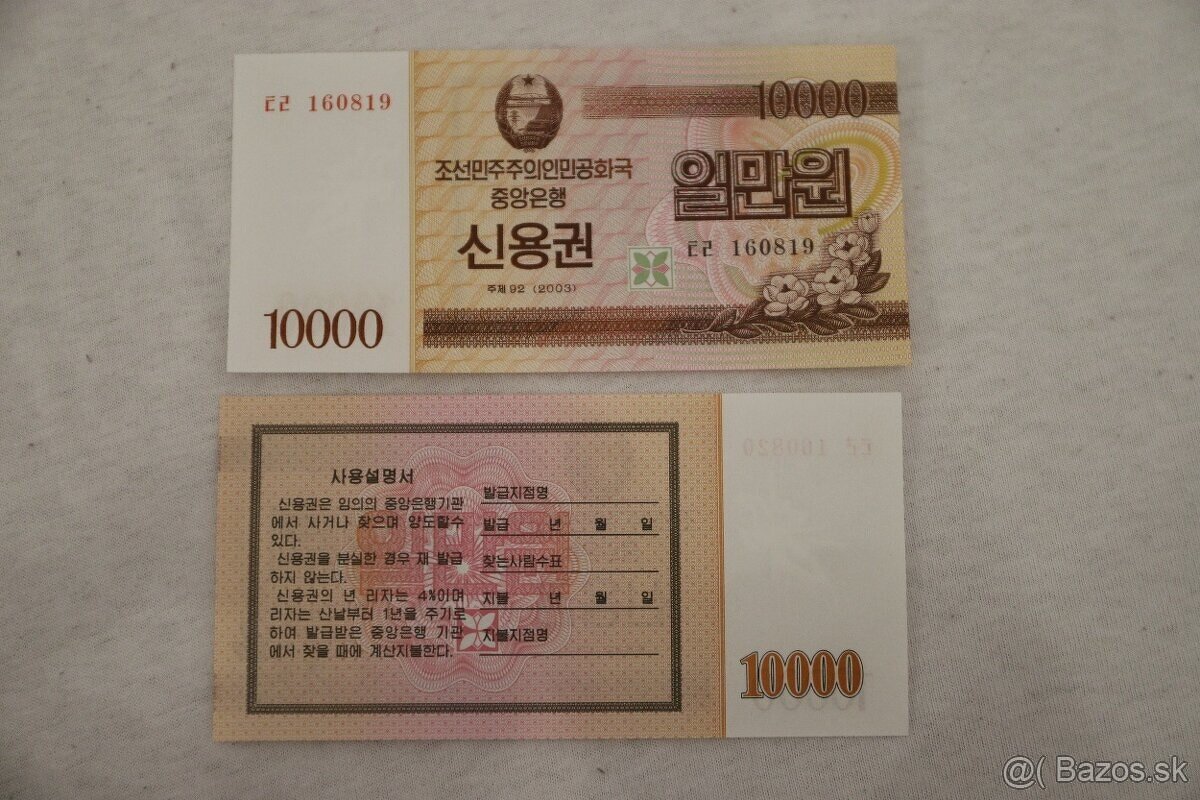 ㅌㄹ 160819
10000
조선민주주의인민공화국
중앙은행
신용권
주체92 (2003)
10000
일만원
ㅌㄹ 160819
10000
사용설명서
신용권은 임의의 중앙은행기관
에서 사거나 찾으며 양도할수
있다.
신용권을 분실한 경우 재 발급
하지 않는다.
신용권의 년 리자는 4%이며
리자는 산날부터 1년을 주기로
하여 발급받은 중앙은행 기관
에서 찾을 때에 계산지불한다.
발급지점명
발급 년 월 일
찾는사람수표
지불 년 월 일
지불지점명
10000
@( Bazos.sk